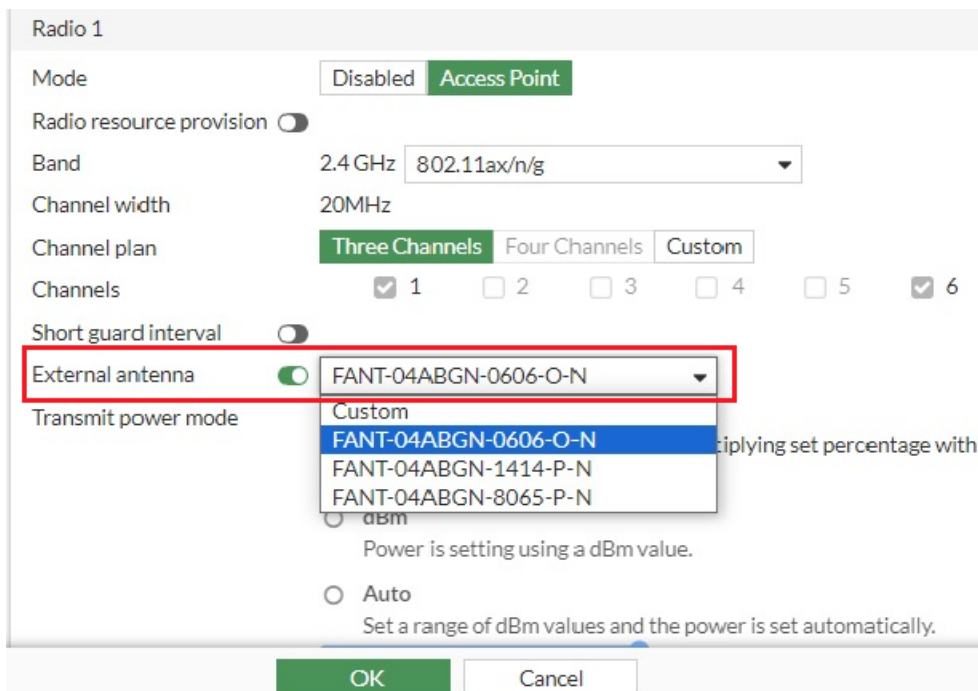 Radio 1
Mode Disabled Access Point
Radio resource provision
Band 2.4 GHz 802.11ax/n/g
Channel width 20MHz
Channel plan Three Channels Four Channels Custom
Channels 1 2 3 4 5 6
Short guard interval
External antenna FANT-04ABGN-0606-O-N
Transmit power mode Custom
FANT-04ABGN-0606-O-N
tiplying set percentage with
FANT-04ABGN-1414-P-N
FANT-04ABGN-8065-P-N
dBm
Power is setting using a dBm value.
Auto
Set a range of dBm values and the power is set automatically.
OK Cancel